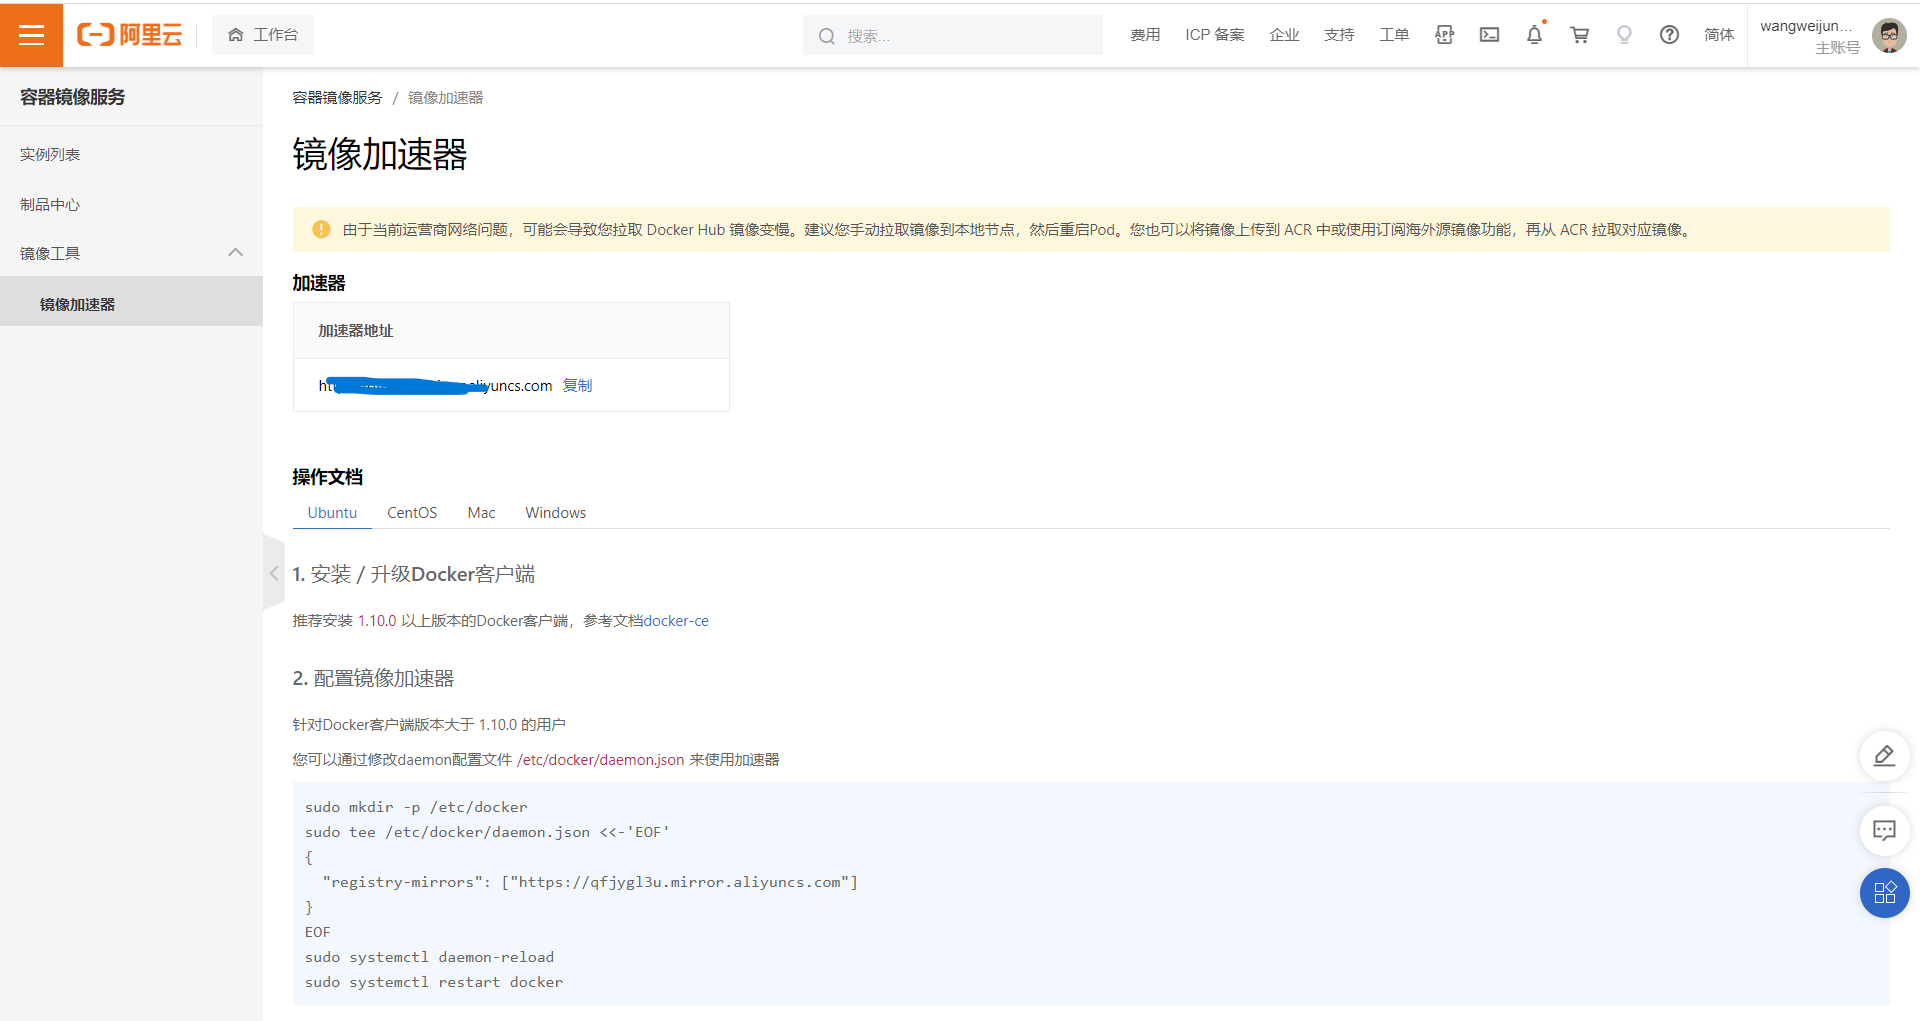 阿里云
工作台
搜索...
费用
ICP 备案
企业
支持
工单
APP
简体
wangweijun...
主账号
容器镜像服务
实例列表
制品中心
镜像工具
镜像加速器
容器镜像服务 / 镜像加速器
镜像加速器
由于当前运营商网络问题，可能会导致您拉取 Docker Hub 镜像变慢。建议您手动拉取镜像到本地节点，然后重启Pod。您也可以将镜像上传到 ACR 中或使用订阅海外源镜像功能，再从 ACR 拉取对应镜像。
加速器
加速器地址
aliyuncs.com 复制
操作文档
Ubuntu CentOS Mac Windows
1. 安装 / 升级Docker客户端
推荐安装 1.10.0 以上版本的Docker客户端，参考文档docker-ce
2. 配置镜像加速器
针对Docker客户端版本大于 1.10.0 的用户
您可以通过修改daemon配置文件 /etc/docker/daemon.json 来使用加速器
sudo mkdir -p /etc/docker
sudo tee /etc/docker/daemon.json <<-'EOF'
{
"registry-mirrors": ["https://qfjygl3u.mirror.aliyuncs.com"]
}
EOF
sudo systemctl daemon-reload
sudo systemctl restart docker